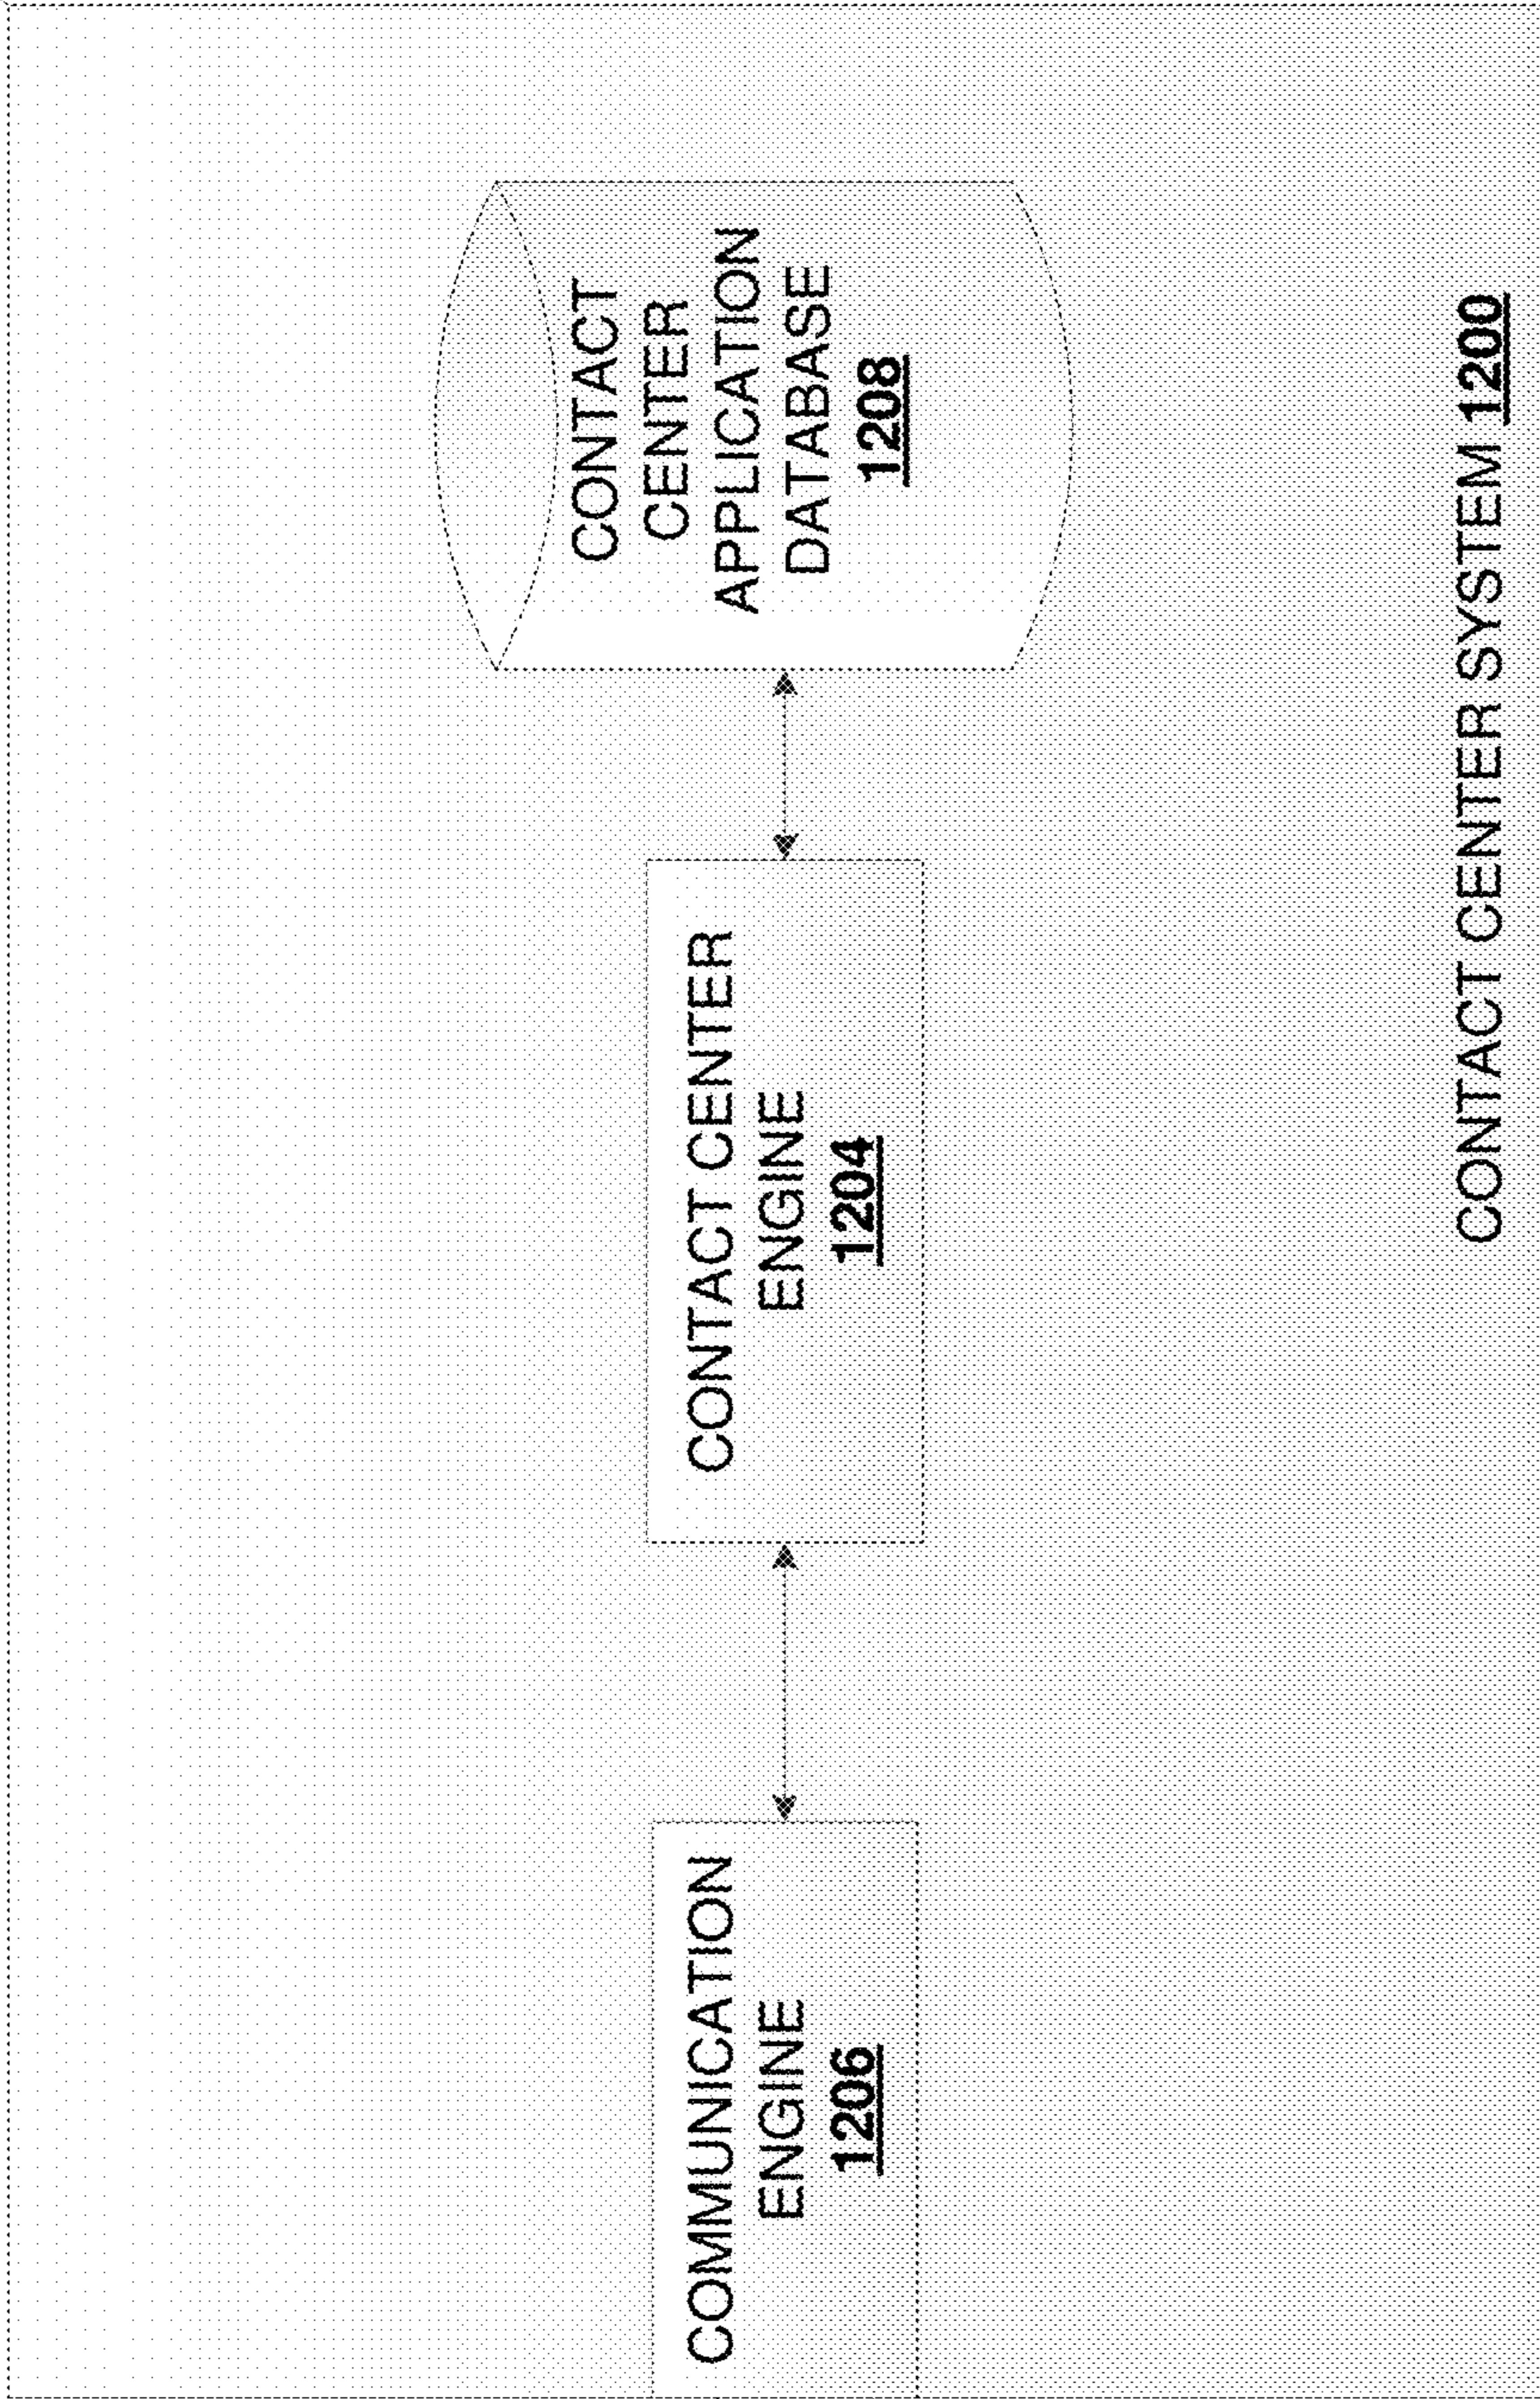 COMMUNICATION
ENGINE
1206
CONTACT CENTER
ENGINE
1204
CONTACT
CENTER
APPLICATION
DATABASE
1208
CONTACT CENTER SYSTEM 1200